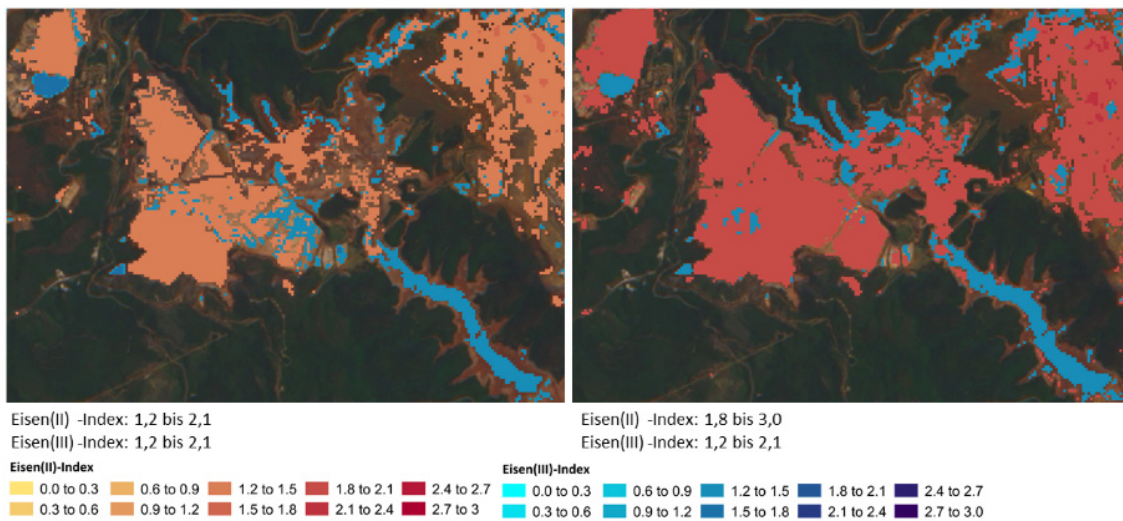 Eisen(II) -Index: 1,2 bis 2,1
Eisen(III) -Index: 1,2 bis 2,1
Eisen(II) -Index: 1,8 bis 3,0
Eisen(III) -Index: 1,2 bis 2,1
Eisen(II)-Index
0.0 to 0.3 0.6 to 0.9 1.2 to 1.5 1.8 to 2.1 2.4 to 2.7
0.3 to 0.6 0.9 to 1.2 1.5 to 1.8 2.1 to 2.4 2.7 to 3
Eisen(III)-Index
0.0 to 0.3 0.6 to 0.9 1.2 to 1.5 1.8 to 2.1 2.4 to 2.7
0.3 to 0.6 0.9 to 1.2 1.5 to 1.8 2.1 to 2.4 2.7 to 3.0